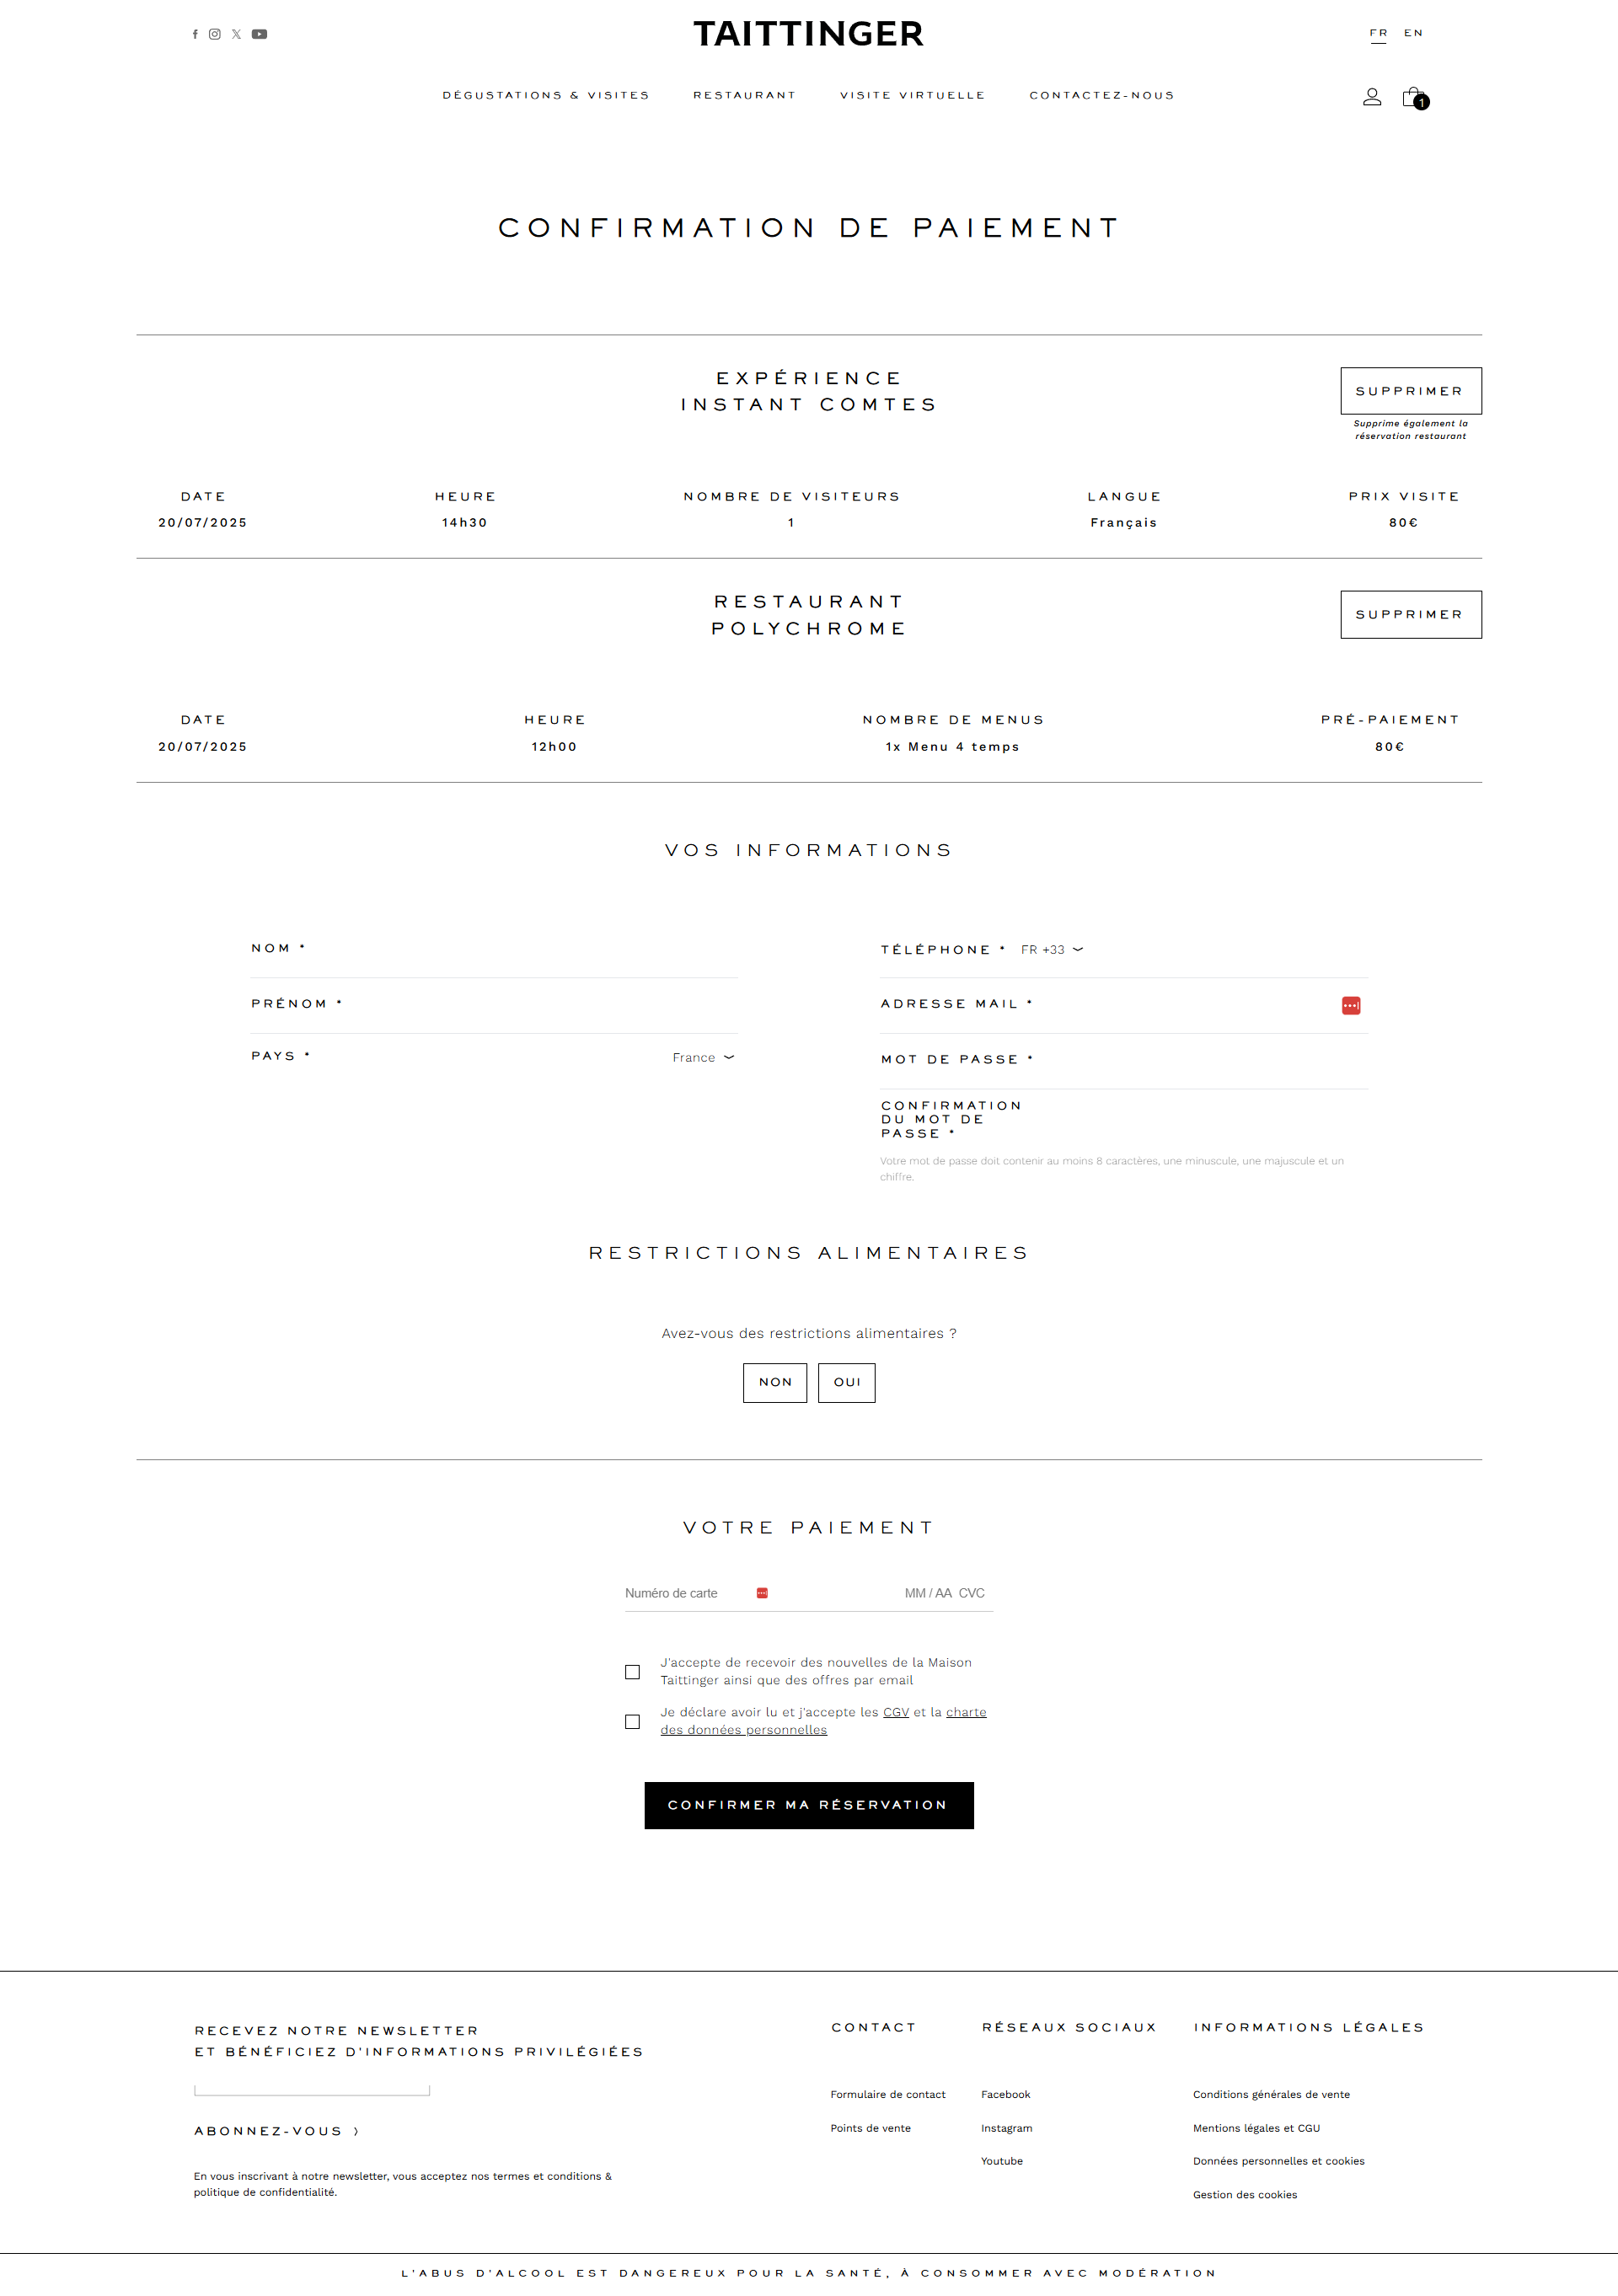 TAITTINGER
FR EN
DÉGUSTATIONS & VISITES RESTAURANT VISITE VIRTUELLE CONTACTEZ-NOUS
1
CONFIRMATION DE PAIEMENT
EXPÉRIENCE
INSTANT COMTES
SUPPRIMER
Supprime également la
réservation restaurant
DATE HEURE NOMBRE DE VISITEURS LANGUE PRIX VISITE
20/07/2025 14h30 1 Français 80€
RESTAURANT
POLYCHROME
SUPPRIMER
DATE HEURE NOMBRE DE MENUS PRÉ-PAIEMENT
20/07/2025 12h00 1x Menu 4 temps 80€
VOS INFORMATIONS
NOM *
PRÉNOM *
PAYS * France
TÉLÉPHONE * FR +33
ADRESSE MAIL *
MOT DE PASSE *
CONFIRMATION
DU MOT DE
PASSE *
Votre mot de passe doit contenir au moins 8 caractères, une minuscule, une majuscule et un
chiffre.
RESTRICTIONS ALIMENTAIRES
Avez-vous des restrictions alimentaires ?
NON OUI
VOTRE PAIEMENT
Numéro de carte MM / AA CVC
J'accepte de recevoir des nouvelles de la Maison
Taittinger ainsi que des offres par email
Je déclare avoir lu et j'accepte les CGV et la charte
des données personnelles
CONFIRMER MA RÉSERVATION
RECEVEZ NOTRE NEWSLETTER
ET BÉNÉFICIEZ D'INFORMATIONS PRIVILÉGIÉES
ABONNEZ-VOUS
En vous inscrivant à notre newsletter, vous acceptez nos termes et conditions &
politique de confidentialité.
CONTACT
Formulaire de contact
Points de vente
RÉSEAUX SOCIAUX
Facebook
Instagram
Youtube
INFORMATIONS LÉGALES
Conditions générales de vente
Mentions légales et CGU
Données personnelles et cookies
Gestion des cookies
L'ABUS D'ALCOOL EST DANGEREUX POUR LA SANTÉ, À CONSOMMER AVEC MODÉRATION